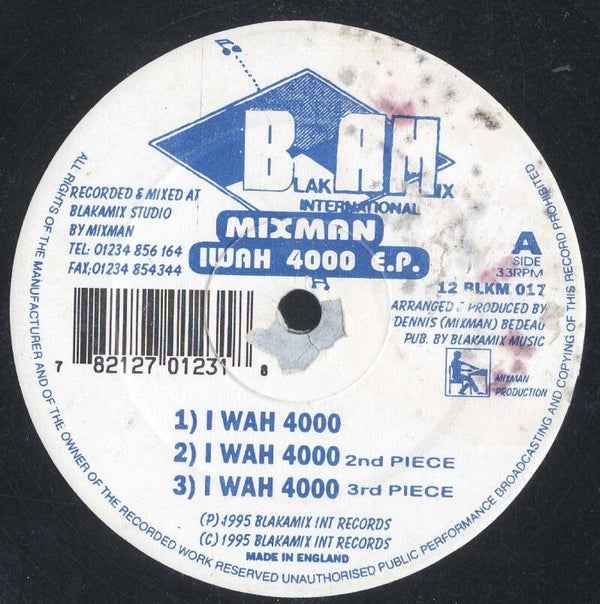 BLAKAMIX
INTERNATIONAL
MIXMAN
IWAH 4000 E.P.
RECORDED & MIXED AT
BLAKAMIX STUDIO
BY MIXMAN
TEL: 01234 856 164
FAX,01234 854344
A
SIDE
33RPM
12 BLKM 017
ARRANGED & PRODUCED BY
DENNIS (MIXMAN) BEDEAU
PUB. BY BLAKAMIX MUSIC
MIXMAN
PRODUCTION
7 82127 01231 8
1) I WAH 4000
2) I WAH 4000 2nd PIECE
3) I WAH 4000 3rd PIECE
(P) 1995 BLAKAMIX INT RECORDS
(C) 1995 BLAKAMIX INT RECORDS
MADE IN ENGLAND
ALL RIGHTS OF THE MANUFACTURER AND OF THE OWNER OF THE RECORDED WORK RESERVED UNAUTHORISED PUBLIC PERFORMANCE BROADCASTING AND COPYING OF THIS RECORD PROHIBITED